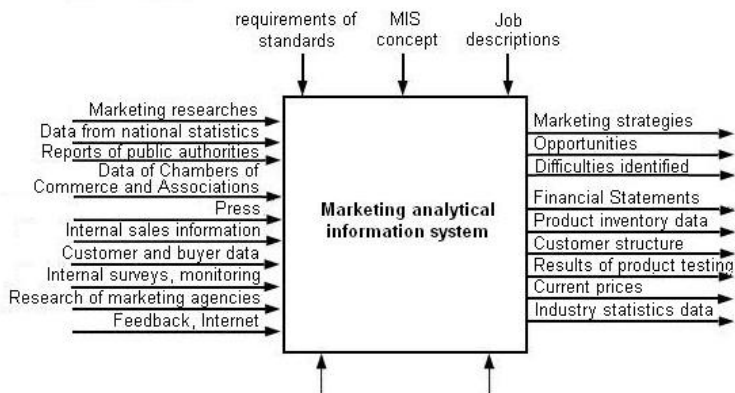 requirements of
standards
MIS
concept
Job
descriptions
Marketing researches
Data from national statistics
Reports of public authorities
Data of Chambers of
Commerce and Associations
Press
Internal sales information
Customer and buyer data
Internal surveys, monitoring
Research of marketing agencies
Feedback, Internet
Marketing analytical
information system
Marketing strategies
Opportunities
Difficulties identified
Financial Statements
Product inventory data
Customer structure
Results of product testing
Current prices
Industry statistics data